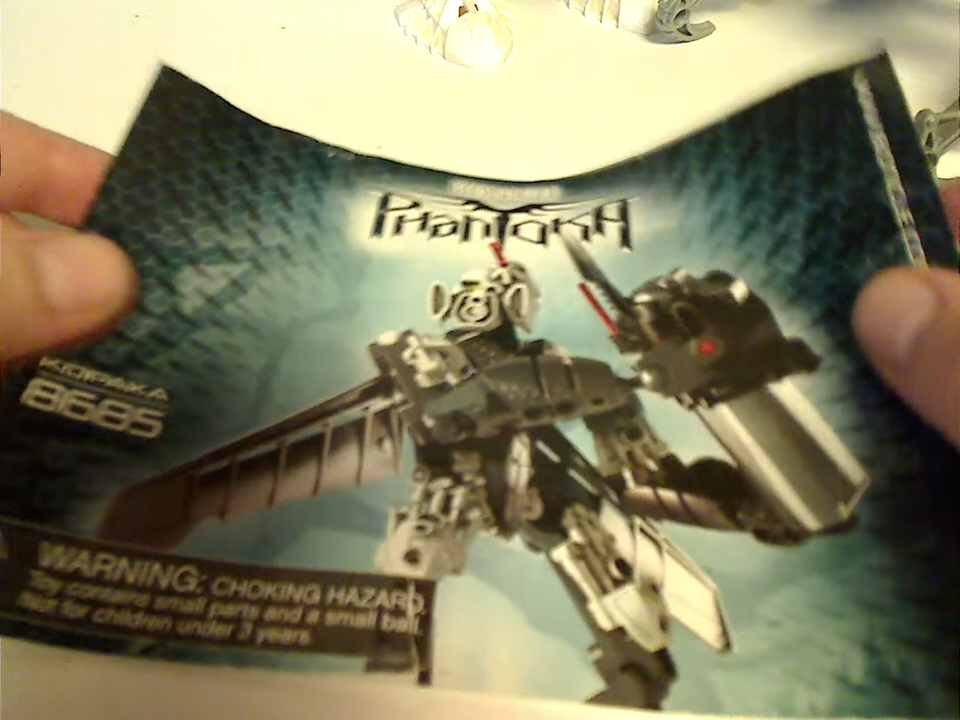 PHANTOKA
KOPAKA
8685
WARNING: CHOKING HAZARD.
Toy contains small parts and a small ball.
Not for children under 3 years.